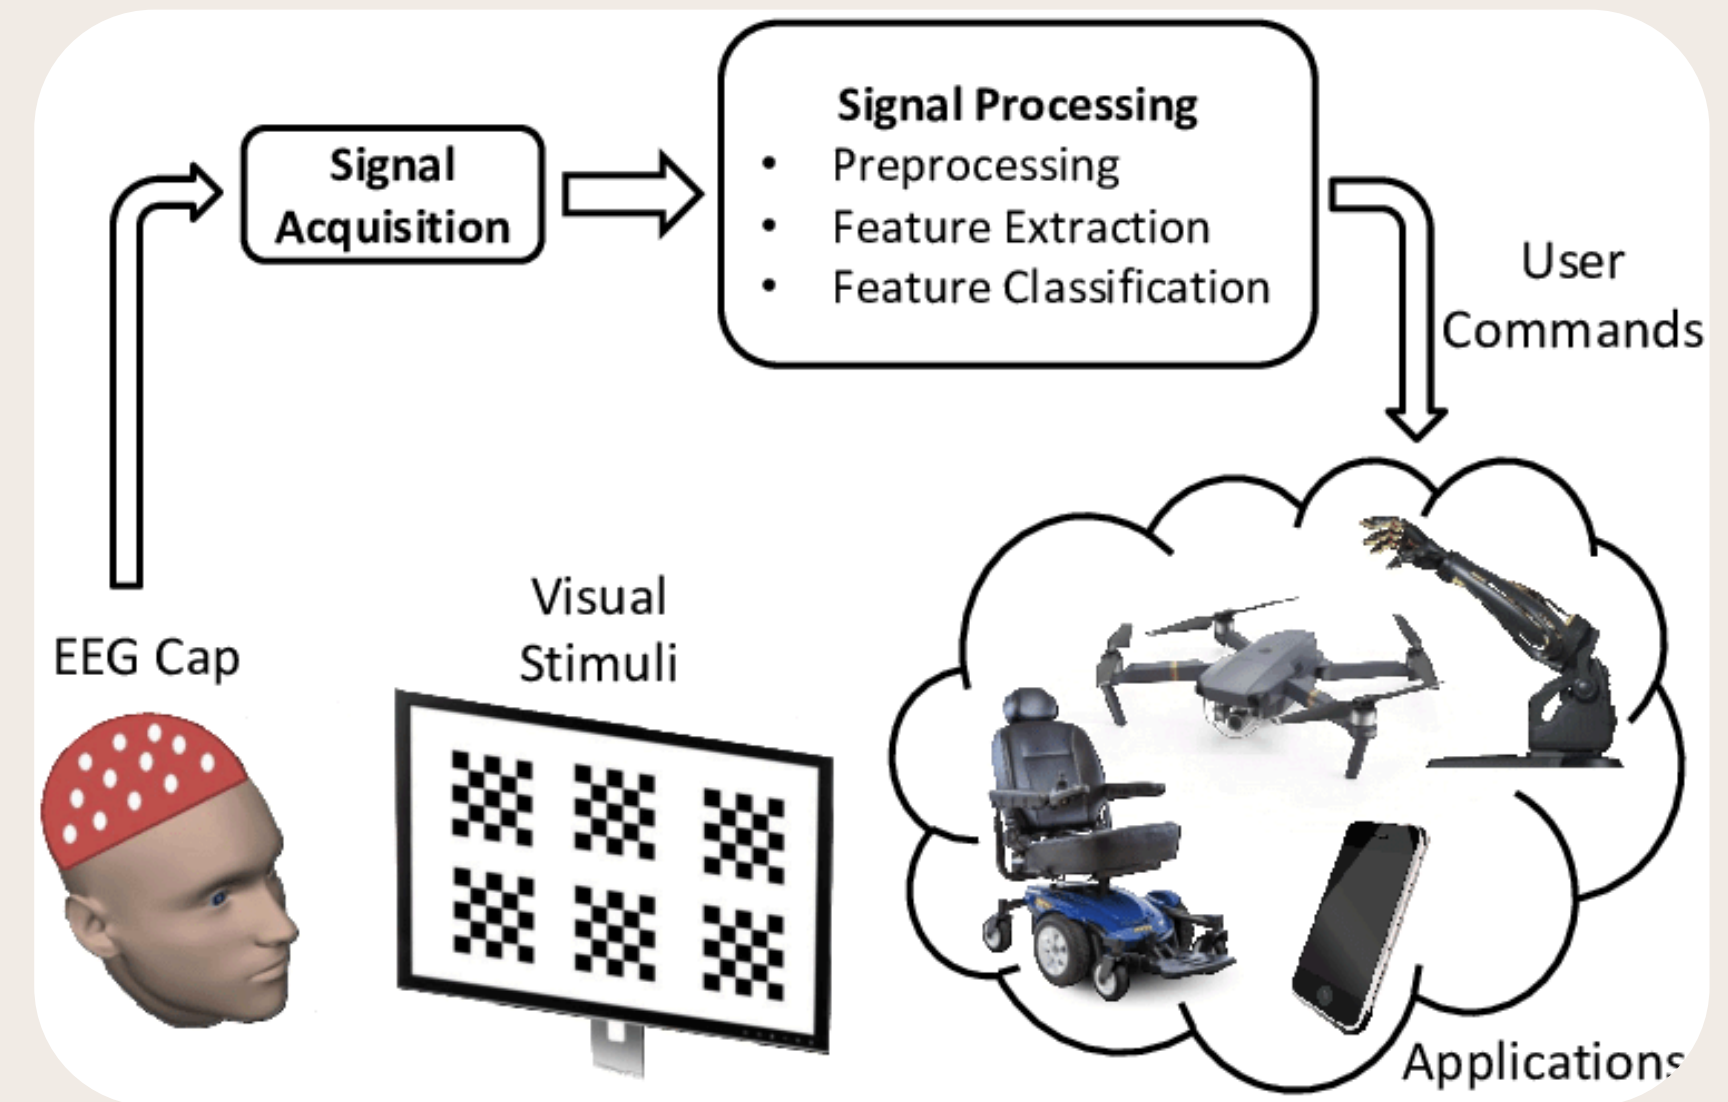 Signal Processing
• Preprocessing
• Feature Extraction
• Feature Classification
Signal
Acquisition
User
Commands
Visual
Stimuli
EEG Cap
Applications